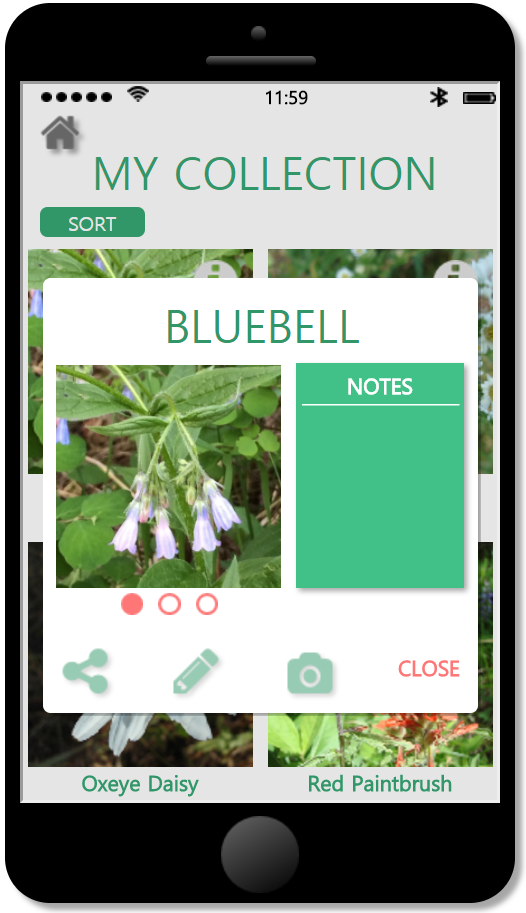 11:59
MY COLLECTION
SORT
BLUEBELL
NOTES
CLOSE
Oxeye Daisy
Red Paintbrush